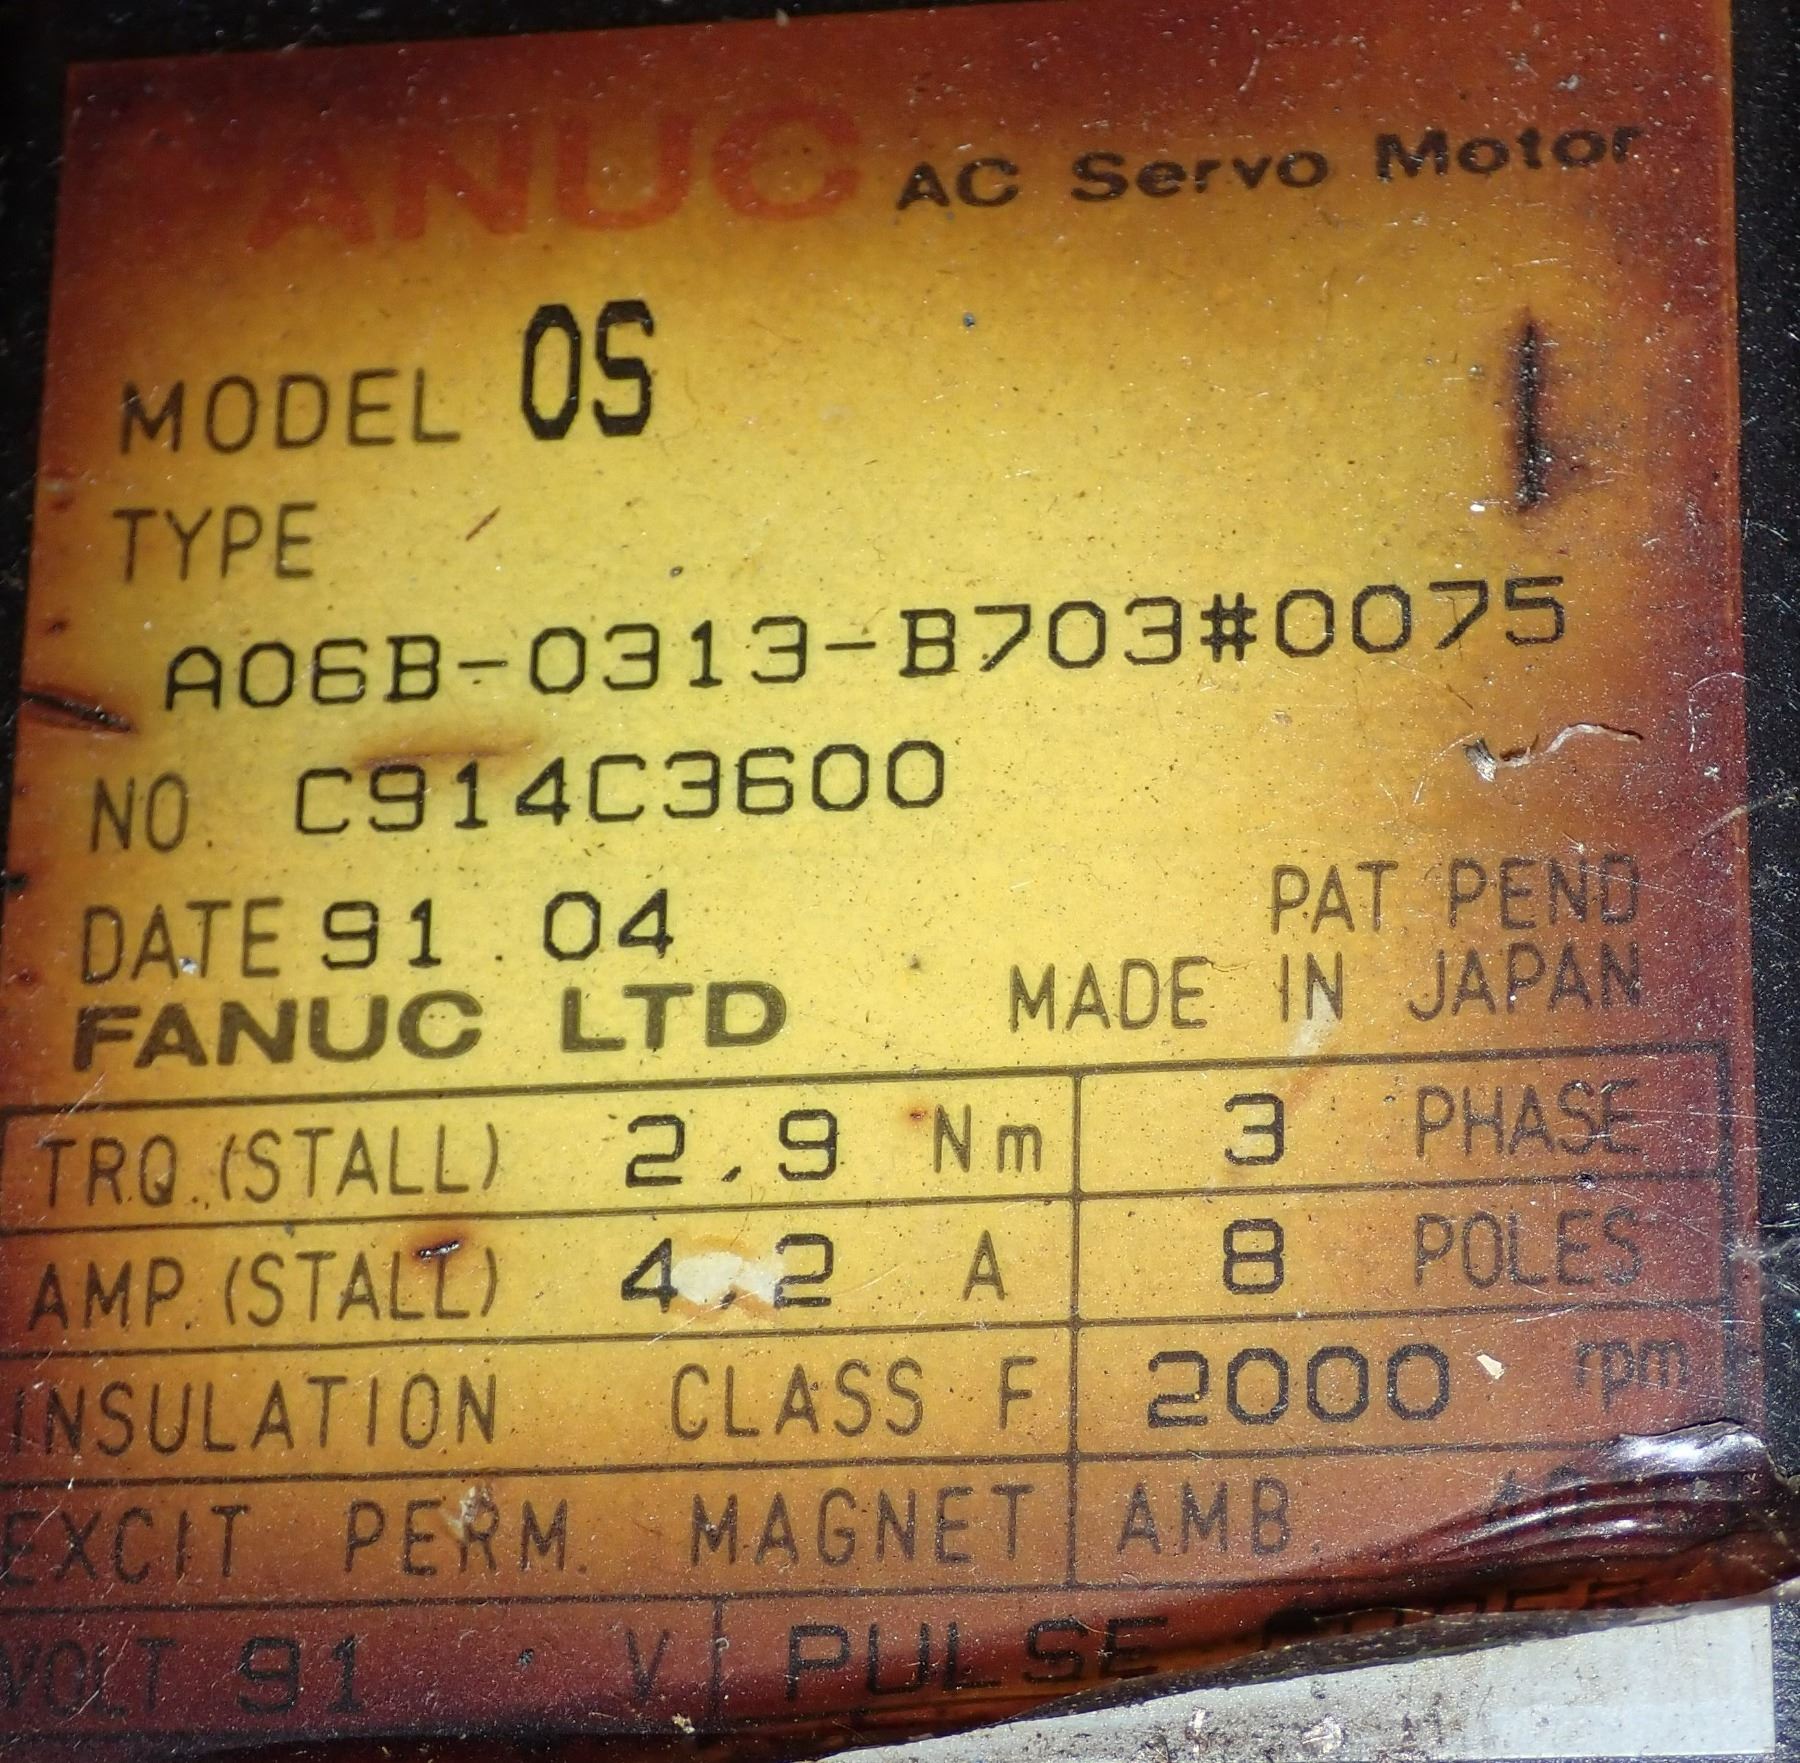 FANUC AC Servo Motor
MODEL 0S
TYPE
A06B-0313-B703#0075
NO. C914C3600
DATE 91.04
PAT. PEND
FANUC LTD MADE IN JAPAN
TRQ.(STALL) 2.9 Nm 3 PHASE
AMP.(STALL) 4.2 A 8 POLES
INSULATION CLASS F 2000 rpm
EXCIT PERM. MAGNET AMB.
VOLT 91 V PULSE